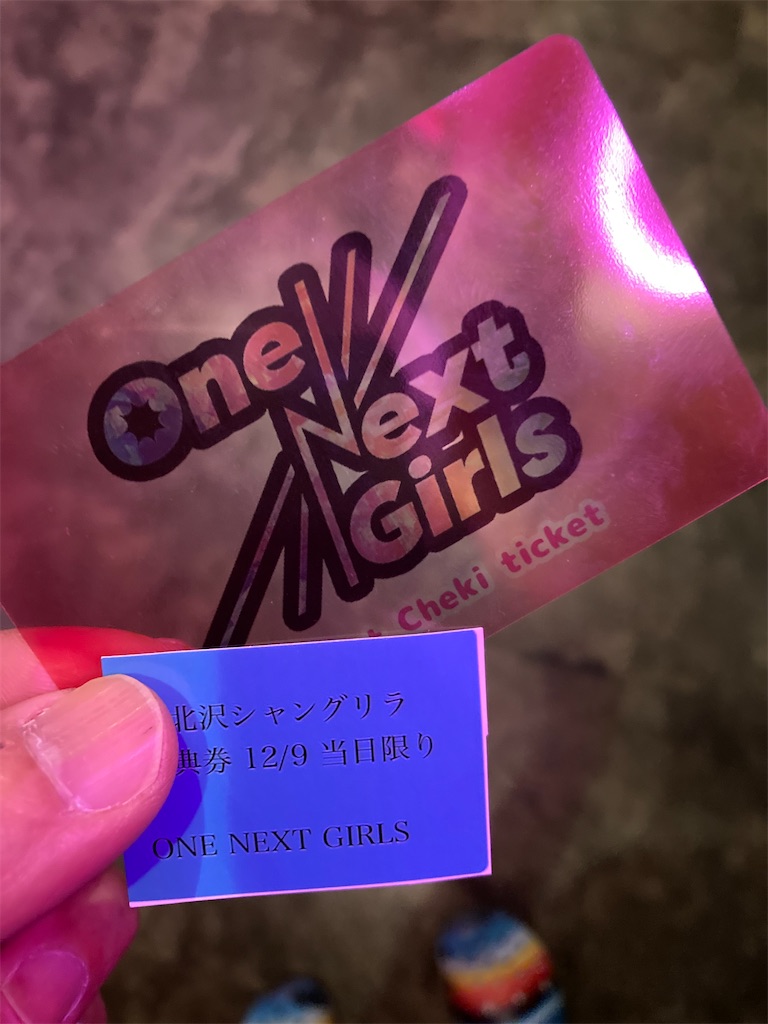 One
Next
Girls
Cheki ticket
北沢シャングリラ
典券 12/9 当日限り
ONE NEXT GIRLS